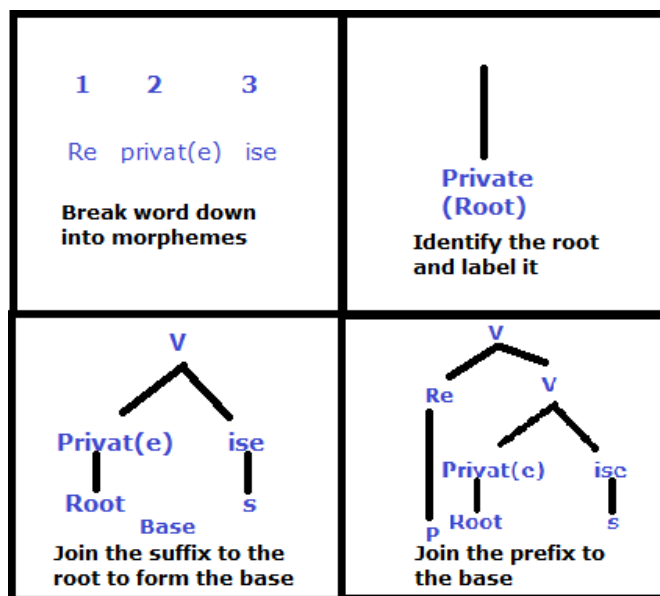 1 2 3
Re privat(e) ise
Break word down
into morphemes
Private
(Root)
Identify the root
and label it
V
Privat(e) ise
Root s
Base
Join the suffix to the
root to form the base
V
Re V
Privat(e) ise
P Root s
Join the prefix to
the base